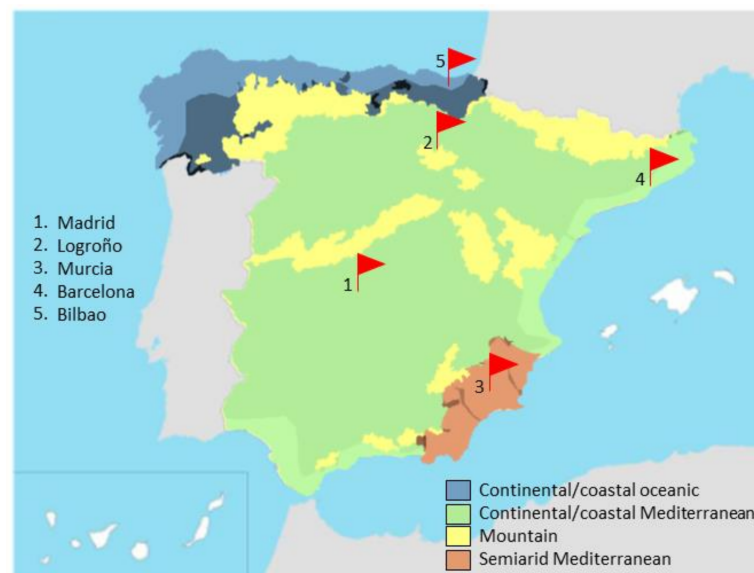 5
2
4
1. Madrid
2. Logroño
3. Murcia
4. Barcelona
5. Bilbao
1
3
Continental/coastal oceanic
Continental/coastal Mediterranean
Mountain
Semiarid Mediterranean